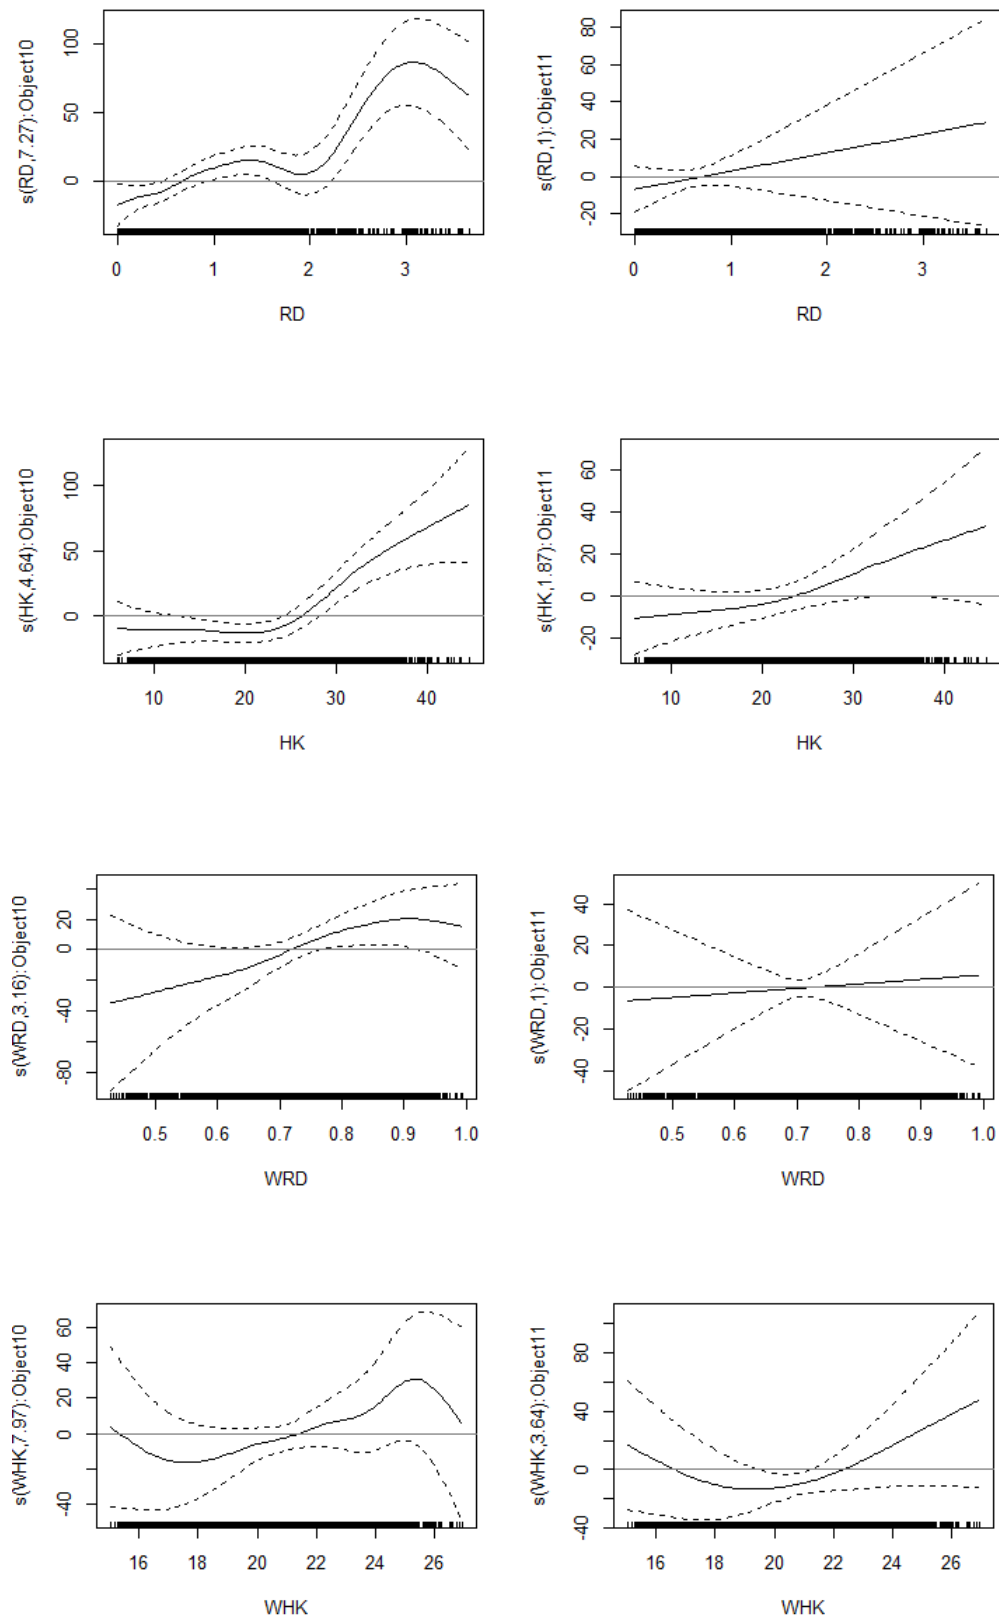 s(RD,7.27):Object10
100
50
0
0 1 2 3
RD
s(RD,1):Object11
80
60
40
20
0
-20
0 1 2 3
RD
s(HK,4.64):Object10
100
50
0
10 20 30 40
HK
s(HK,1.87):Object11
60
40
20
0
-20
10 20 30 40
HK
s(WRD,3.16):Object10
20
0
-40
-80
0.5 0.6 0.7 0.8 0.9 1.0
WRD
s(WRD,1):Object11
40
20
0
-20
-40
0.5 0.6 0.7 0.8 0.9 1.0
WRD
s(WHK,7.97):Object10
60
40
20
0
-40
16 18 20 22 24 26
WHK
s(WHK,3.64):Object11
80
40
0
-40
16 18 20 22 24 26
WHK